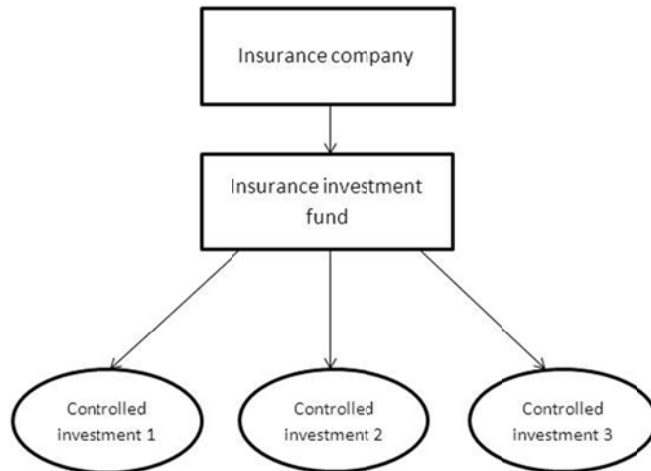 Insurance company
Insurance investment
fund
Controlled
investment 1
Controlled
investment 2
Controlled
investment 3